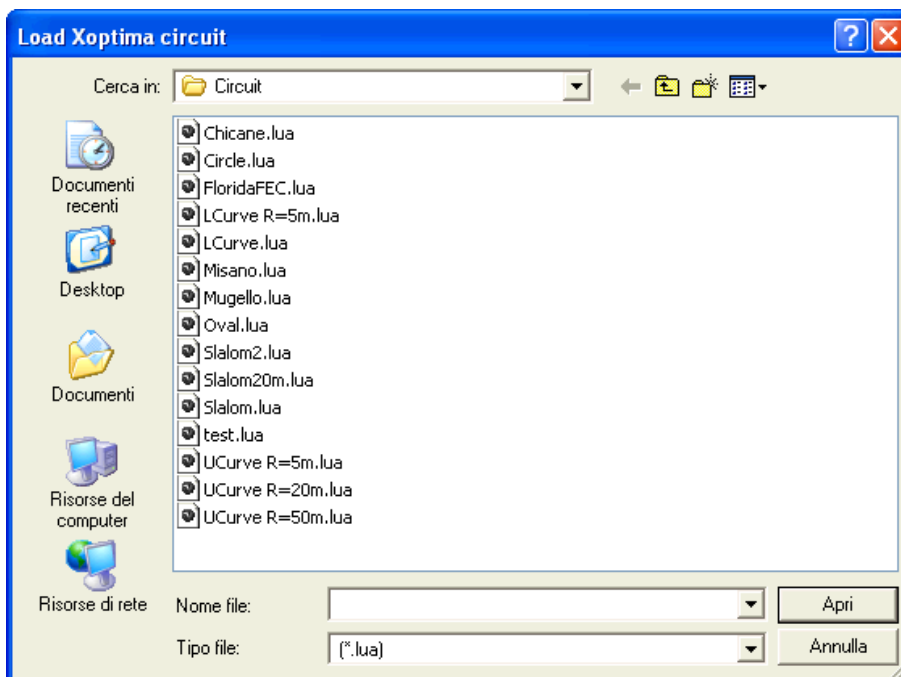 Load Xoptima circuit
Cerca in: Circuit
Documenti
recenti
Desktop
Documenti
Risorse del
computer
Risorse di rete
Chicane.lua
Circle.lua
FloridaFEC.lua
LCurve R=5m.lua
LCurve.lua
Misano.lua
Mugello.lua
Oval.lua
Slalom2.lua
Slalom20m.lua
Slalom.lua
test.lua
UCurve R=5m.lua
UCurve R=20m.lua
UCurve R=50m.lua
Nome file: Apri
Tipo file: (*.lua) Annulla